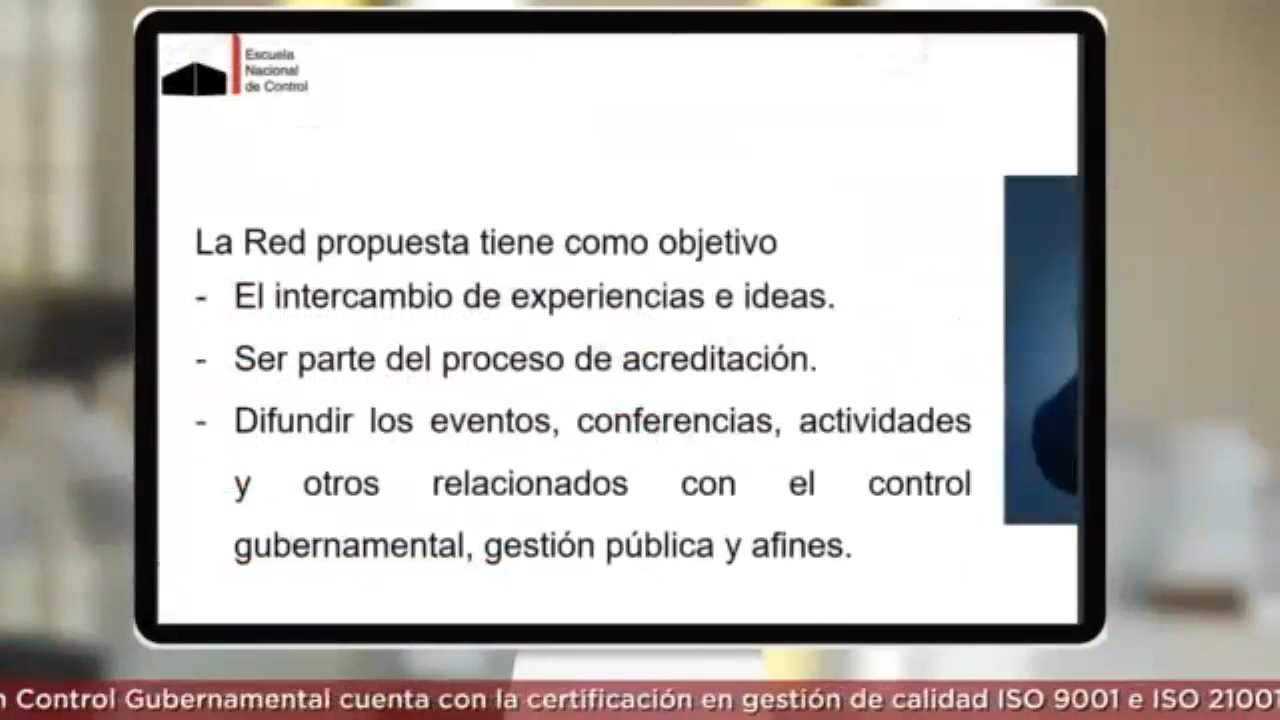 Escuela
Nacional
de Control
La Red propuesta tiene como objetivo
- El intercambio de experiencias e ideas.
- Ser parte del proceso de acreditación.
- Difundir los eventos, conferencias, actividades
y otros relacionados con el control
gubernamental, gestión pública y afines.
Control Gubernamental cuenta con la certificación en gestión de calidad ISO 9001 e ISO 21001